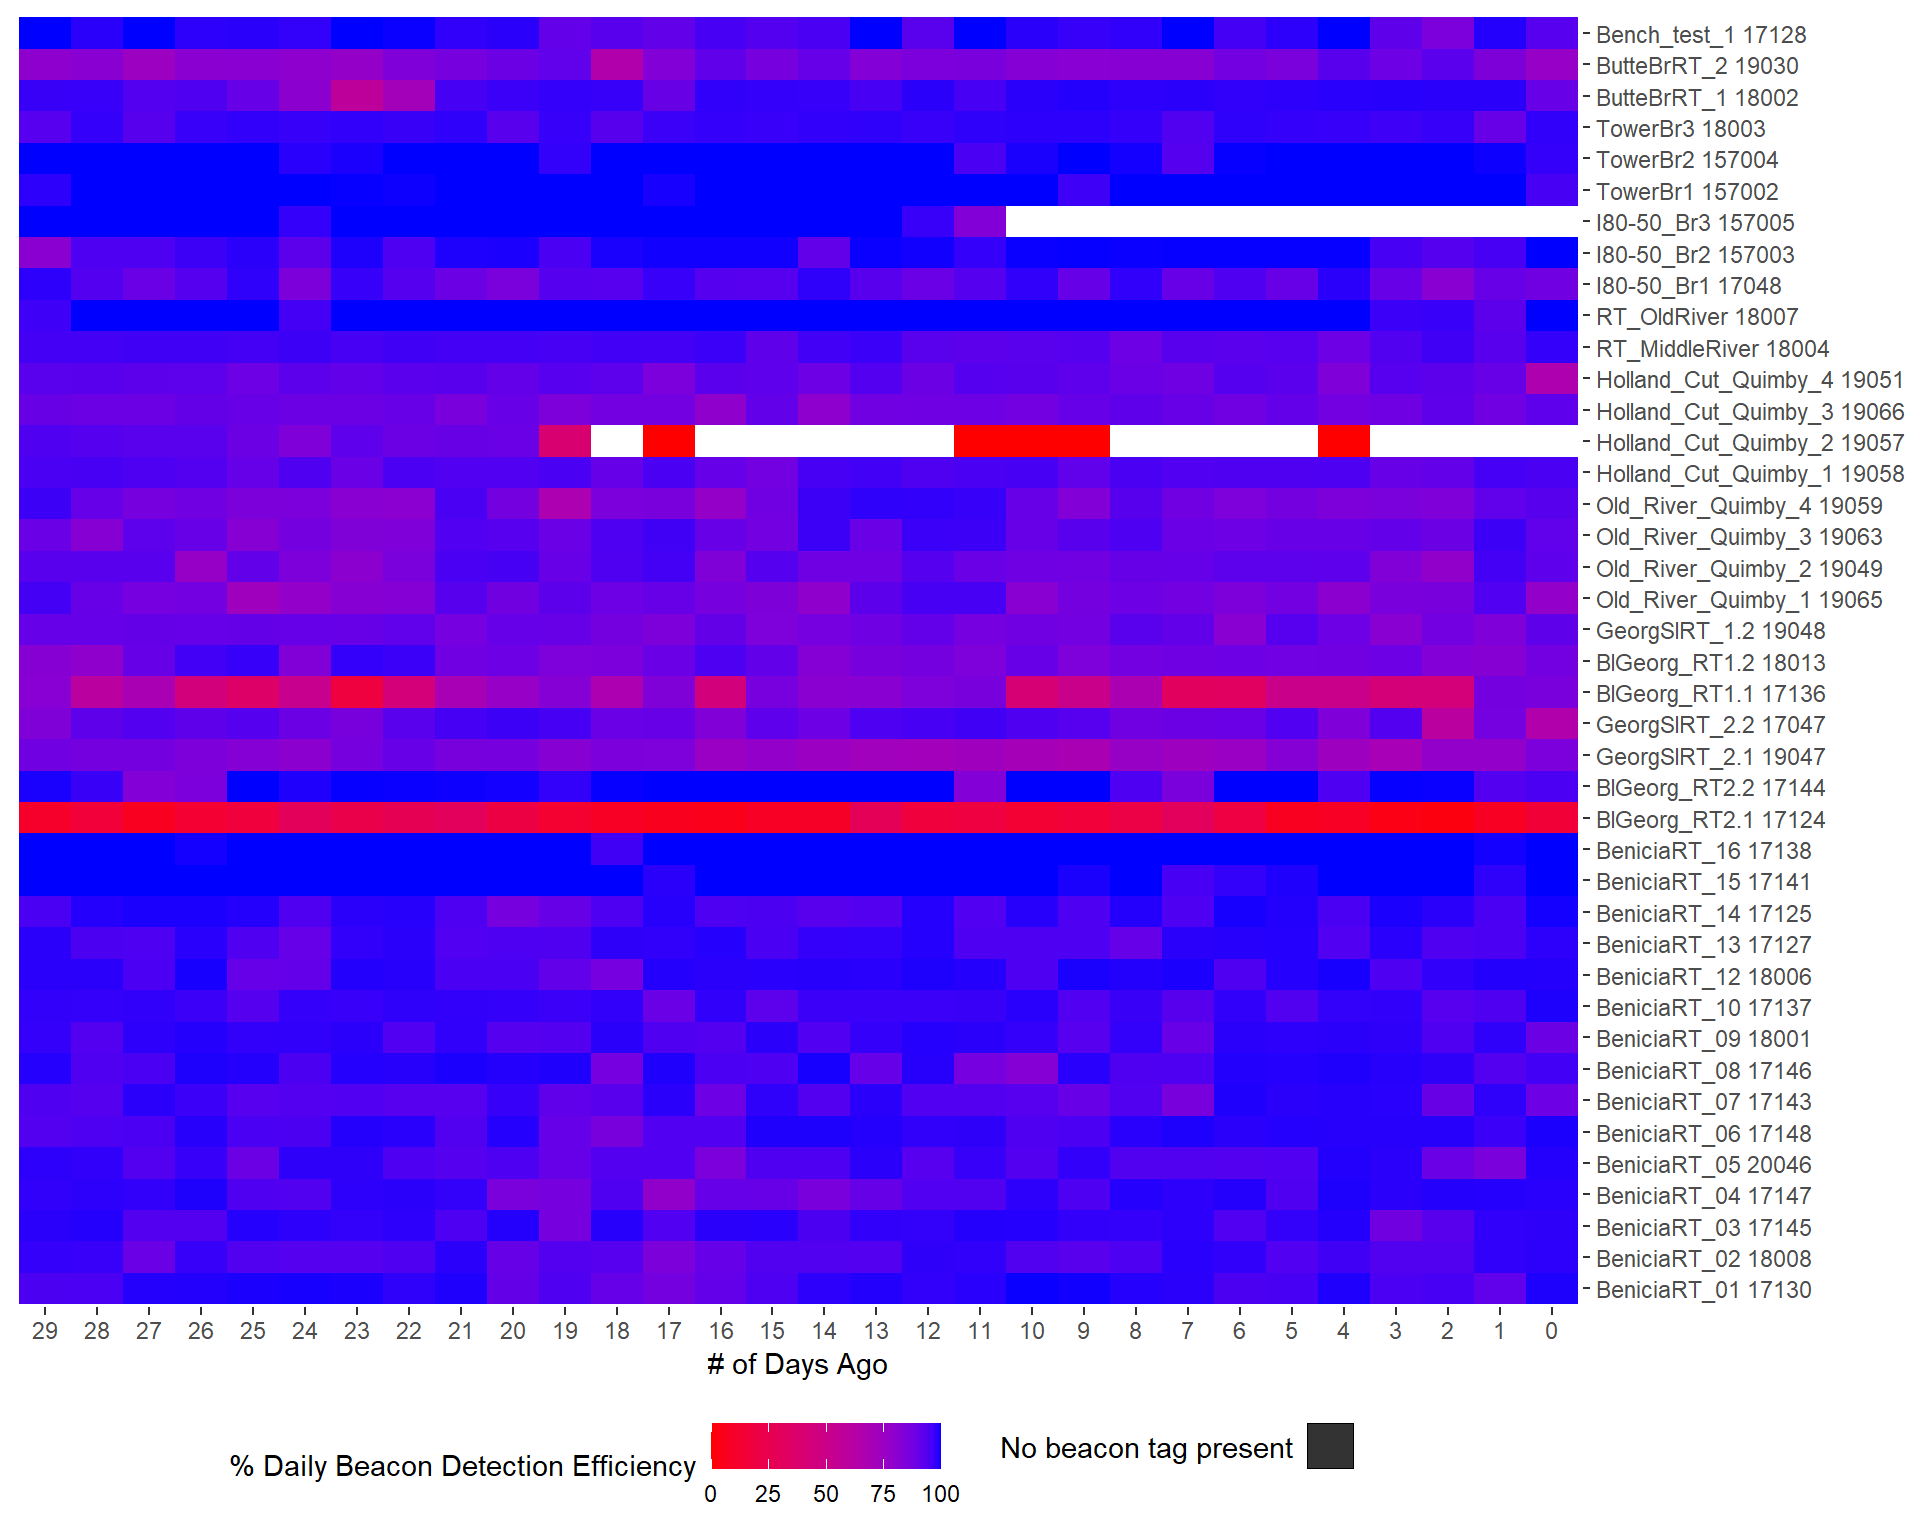 Bench_test_1 17128
ButteBrRT_2 19030
ButteBrRT_1 18002
TowerBr3 18003
TowerBr2 157004
TowerBr1 157002
I80-50_Br3 157005
I80-50_Br2 157003
I80-50_Br1 17048
RT_OldRiver 18007
RT_MiddleRiver 18004
Holland_Cut_Quimby_4 19051
Holland_Cut_Quimby_3 19066
Holland_Cut_Quimby_2 19057
Holland_Cut_Quimby_1 19058
Old_River_Quimby_4 19059
Old_River_Quimby_3 19063
Old_River_Quimby_2 19049
Old_River_Quimby_1 19065
GeorgSlRT_1.2 19048
BlGeorg_RT1.2 18013
BlGeorg_RT1.1 17136
GeorgSlRT_2.2 17047
GeorgSlRT_2.1 19047
BlGeorg_RT2.2 17144
BlGeorg_RT2.1 17124
BeniciaRT_16 17138
BeniciaRT_15 17141
BeniciaRT_14 17125
BeniciaRT_13 17127
BeniciaRT_12 18006
BeniciaRT_10 17137
BeniciaRT_09 18001
BeniciaRT_08 17146
BeniciaRT_07 17143
BeniciaRT_06 17148
BeniciaRT_05 20046
BeniciaRT_04 17147
BeniciaRT_03 17145
BeniciaRT_02 18008
BeniciaRT_01 17130
29 28 27 26 25 24 23 22 21 20 19 18 17 16 15 14 13 12 11 10 9 8 7 6 5 4 3 2 1 0
# of Days Ago
% Daily Beacon Detection Efficiency
0 25 50 75 100
No beacon tag present